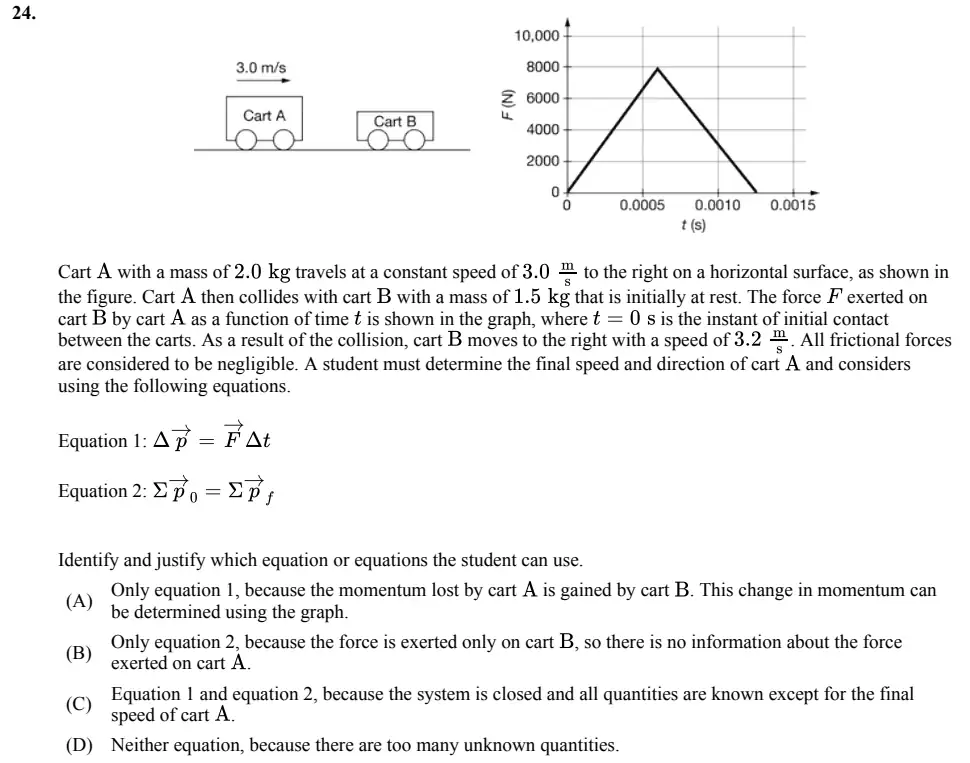 24.
3.0 m/s
Cart A
Cart B
10,000
8000
6000
4000
2000
0
F (N)
0
0.0005
0.0010
0.0015
t (s)
Cart A with a mass of 2.0 kg travels at a constant speed of 3.0 m/s to the right on a horizontal surface, as shown in
the figure. Cart A then collides with cart B with a mass of 1.5 kg that is initially at rest. The force F exerted on
cart B by cart A as a function of time t is shown in the graph, where t = 0 s is the instant of initial contact
between the carts. As a result of the collision, cart B moves to the right with a speed of 3.2 m/s. All frictional forces
are considered to be negligible. A student must determine the final speed and direction of cart A and considers
using the following equations.
Equation 1: Δp⃗ = F⃗Δt
Equation 2: Σp⃗₀ = Σp⃗f
Identify and justify which equation or equations the student can use.
(A) Only equation 1, because the momentum lost by cart A is gained by cart B. This change in momentum can
be determined using the graph.
(B) Only equation 2, because the force is exerted only on cart B, so there is no information about the force
exerted on cart A.
(C) Equation 1 and equation 2, because the system is closed and all quantities are known except for the final
speed of cart A.
(D) Neither equation, because there are too many unknown quantities.